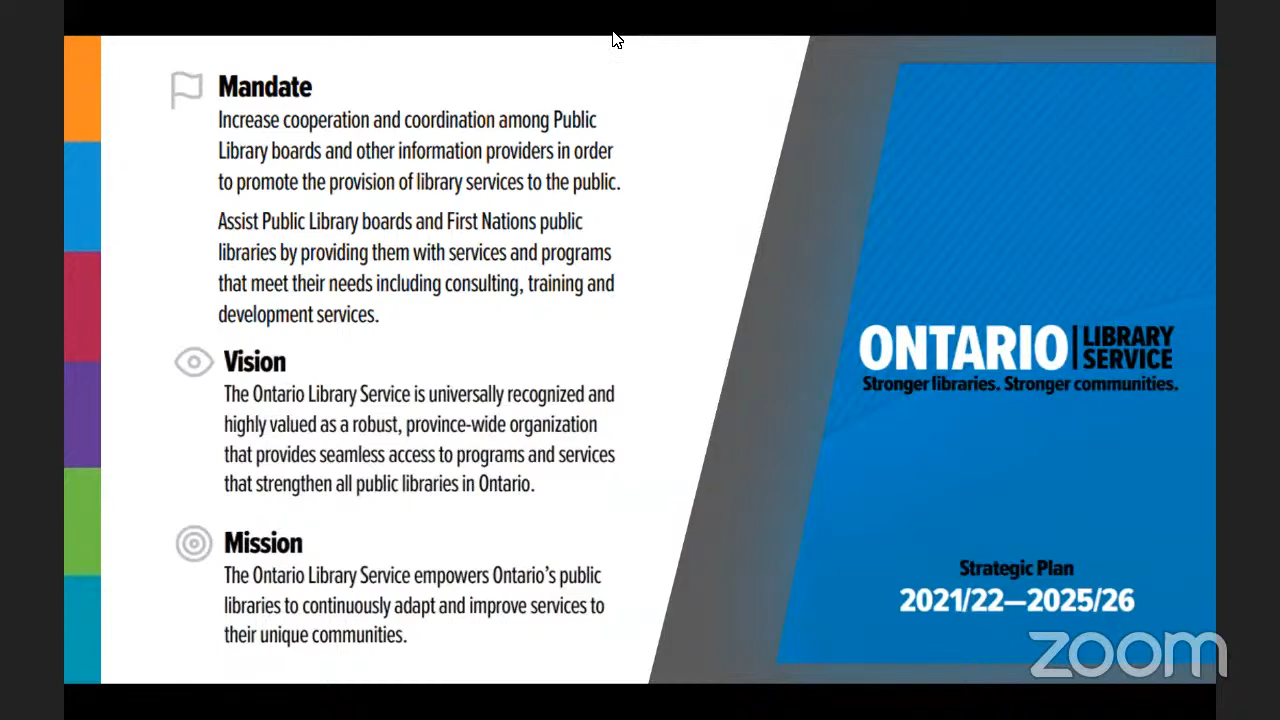 Mandate
Increase cooperation and coordination among Public
Library boards and other information providers in order
to promote the provision of library services to the public.
Assist Public Library boards and First Nations public
libraries by providing them with services and programs
that meet their needs including consulting, training and
development services.
Vision
The Ontario Library Service is universally recognized and
highly valued as a robust, province-wide organization
that provides seamless access to programs and services
that strengthen all public libraries in Ontario.
Mission
The Ontario Library Service empowers Ontario's public
libraries to continuously adapt and improve services to
their unique communities.
ONTARIO LIBRARY SERVICE
Stronger libraries. Stronger communities.
Strategic Plan
2021/22—2025/26
zoom